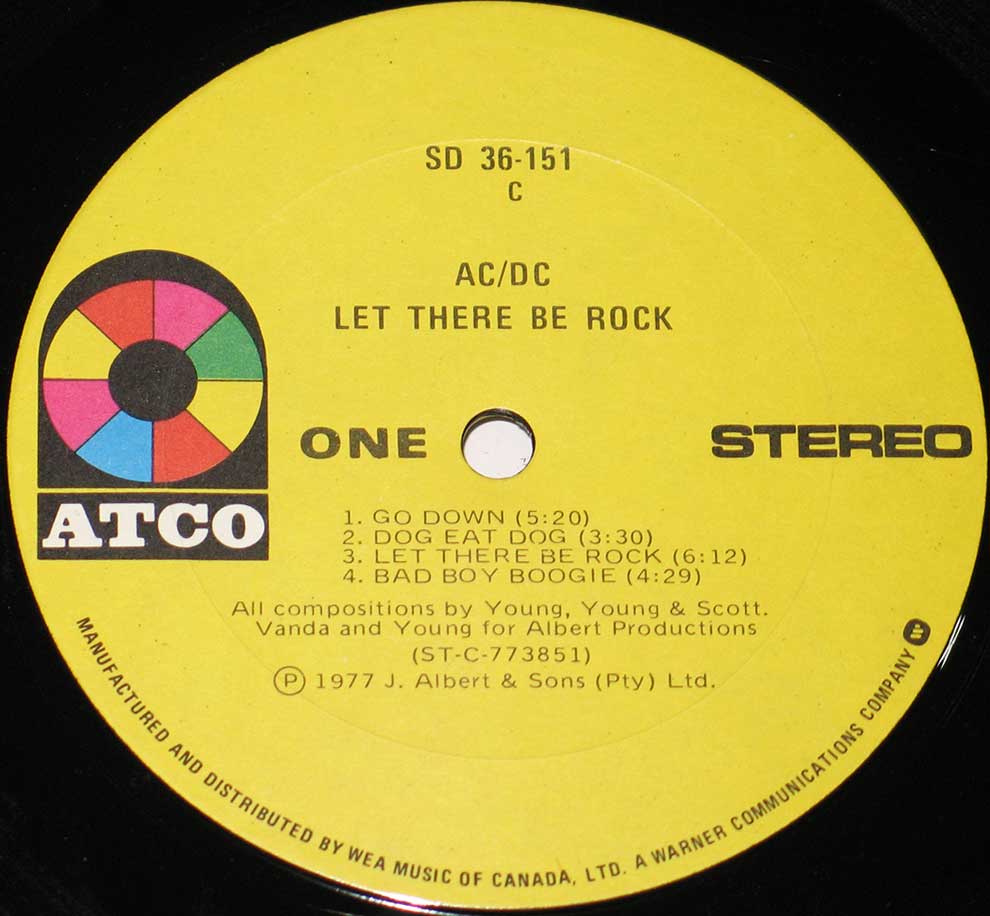 SD 36-151
C
AC/DC
LET THERE BE ROCK
ONE
STEREO
ATCO
1. GO DOWN (5:20)
2. DOG EAT DOG (3:30)
3. LET THERE BE ROCK (6:12)
4. BAD BOY BOOGIE (4:29)
All compositions by Young, Young & Scott.
Vanda and Young for Albert Productions
(ST-C-773851)
Ⓟ 1977 J. Albert & Sons (Pty) Ltd.
MANUFACTURED AND DISTRIBUTED BY WEA MUSIC OF CANADA, LTD. A WARNER COMMUNICATIONS COMPANY